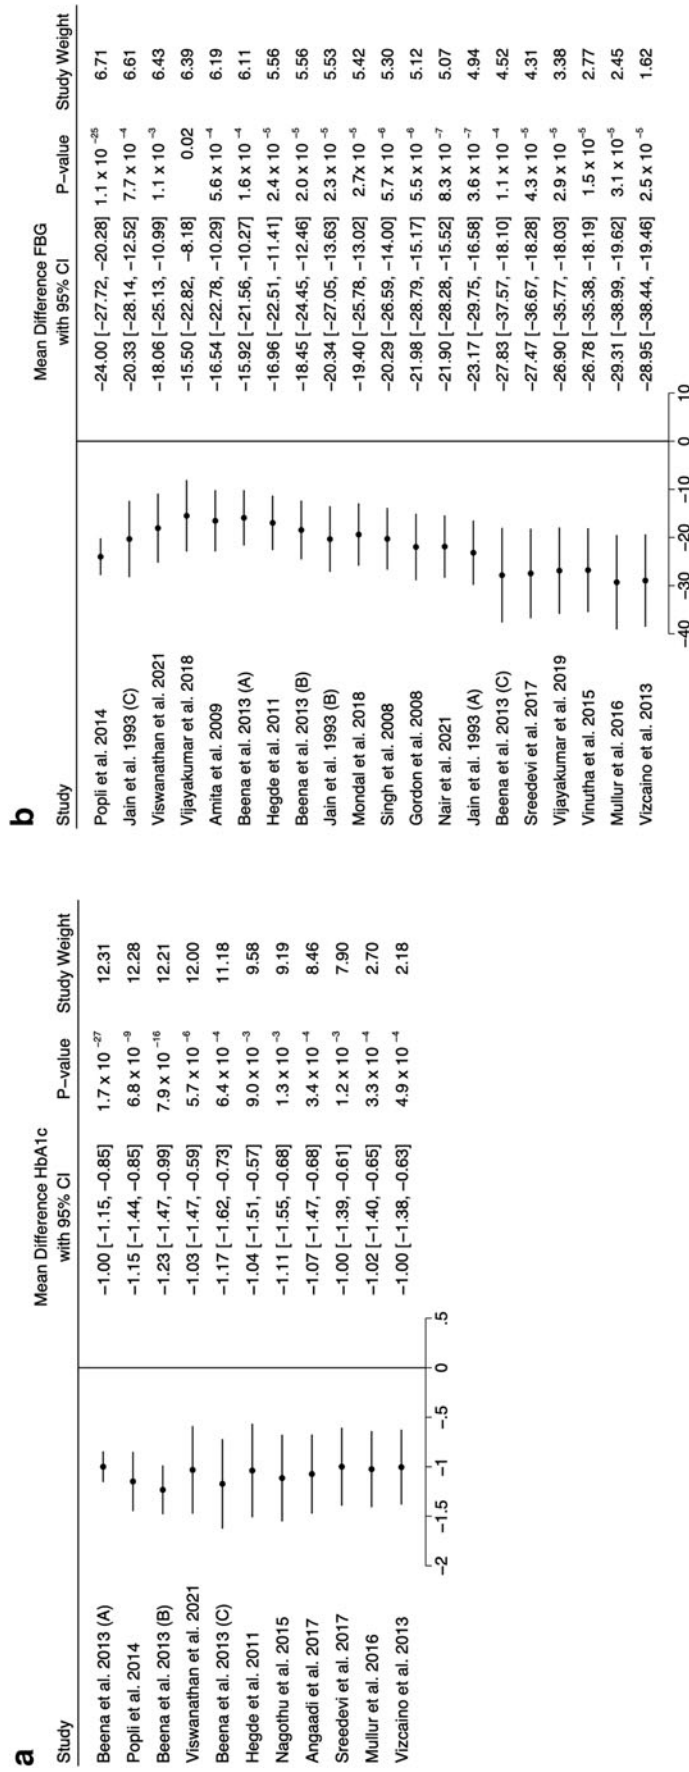 a
Mean Difference HbA1c
Study with 95% CI P−value Study Weight
Beena et al. 2013 (A) −1.00 [−1.15, −0.85] 1.7 x 10 −27 12.31
Popli et al. 2014 −1.15 [−1.44, −0.85] 6.8 x 10 −9 12.28
Beena et al. 2013 (B) −1.23 [−1.47, −0.99] 7.9 x 10 −16 12.21
Viswanathan et al. 2021 −1.03 [−1.47, −0.59] 5.7 x 10 −6 12.00
Beena et al. 2013 (C) −1.17 [−1.62, −0.73] 6.4 x 10 −4 11.18
Hegde et al. 2011 −1.04 [−1.51, −0.57] 9.0 x 10 −3 9.58
Nagothu et al. 2015 −1.11 [−1.55, −0.68] 1.3 x 10 −3 9.19
Angaadi et al. 2017 −1.07 [−1.47, −0.68] 3.4 x 10 −4 8.46
Sreedevi et al. 2017 −1.00 [−1.39, −0.61] 1.2 x 10 −3 7.90
Mullur et al. 2016 −1.02 [−1.40, −0.65] 3.3 x 10 −4 2.70
Vizcaino et al. 2013 −1.00 [−1.38, −0.63] 4.9 x 10 −4 2.18
−2 −1.5 −1 −.5 0 .5
b
Mean Difference FBG
Study with 95% CI P−value Study Weight
Popli et al. 2014 −24.00 [−27.72, −20.28] 1.1 x 10 −25 6.71
Jain et al. 1993 (C) −20.33 [−28.14, −12.52] 7.7 x 10 −4 6.61
Viswanathan et al. 2021 −18.06 [−25.13, −10.99] 1.1 x 10 −3 6.43
Vijayakumar et al. 2018 −15.50 [−22.82, −8.18] 0.02 6.39
Amita et al. 2009 −16.54 [−22.78, −10.29] 5.6 x 10 −4 6.19
Beena et al. 2013 (A) −15.92 [−21.56, −10.27] 1.6 x 10 −4 6.11
Hegde et al. 2011 −16.96 [−22.51, −11.41] 2.4 x 10 −5 5.56
Beena et al. 2013 (B) −18.45 [−24.45, −12.46] 2.0 x 10 −5 5.56
Jain et al. 1993 (B) −20.34 [−27.05, −13.63] 2.3 x 10 −5 5.53
Mondal et al. 2018 −19.40 [−25.78, −13.02] 2.7x 10 −5 5.42
Singh et al. 2008 −20.29 [−26.59, −14.00] 5.7 x 10 −6 5.30
Gordon et al. 2008 −21.98 [−28.79, −15.17] 5.5 x 10 −6 5.12
Nair et al. 2021 −21.90 [−28.28, −15.52] 8.3 x 10 −7 5.07
Jain et al. 1993 (A) −23.17 [−29.75, −16.58] 3.6 x 10 −7 4.94
Beena et al. 2013 (C) −27.83 [−37.57, −18.10] 1.1 x 10 −4 4.52
Sreedevi et al. 2017 −27.47 [−36.67, −18.28] 4.3 x 10 −5 4.31
Vijayakumar et al. 2019 −26.90 [−35.77, −18.03] 2.9 x 10 −5 3.38
Vinutha et al. 2015 −26.78 [−35.38, −18.19] 1.5 x 10 −5 2.77
Mullur et al. 2016 −29.31 [−38.99, −19.62] 3.1 x 10 −5 2.45
Vizcaino et al. 2013 −28.95 [−38.44, −19.46] 2.5 x 10 −5 1.62
−40 −30 −20 −10 0 10